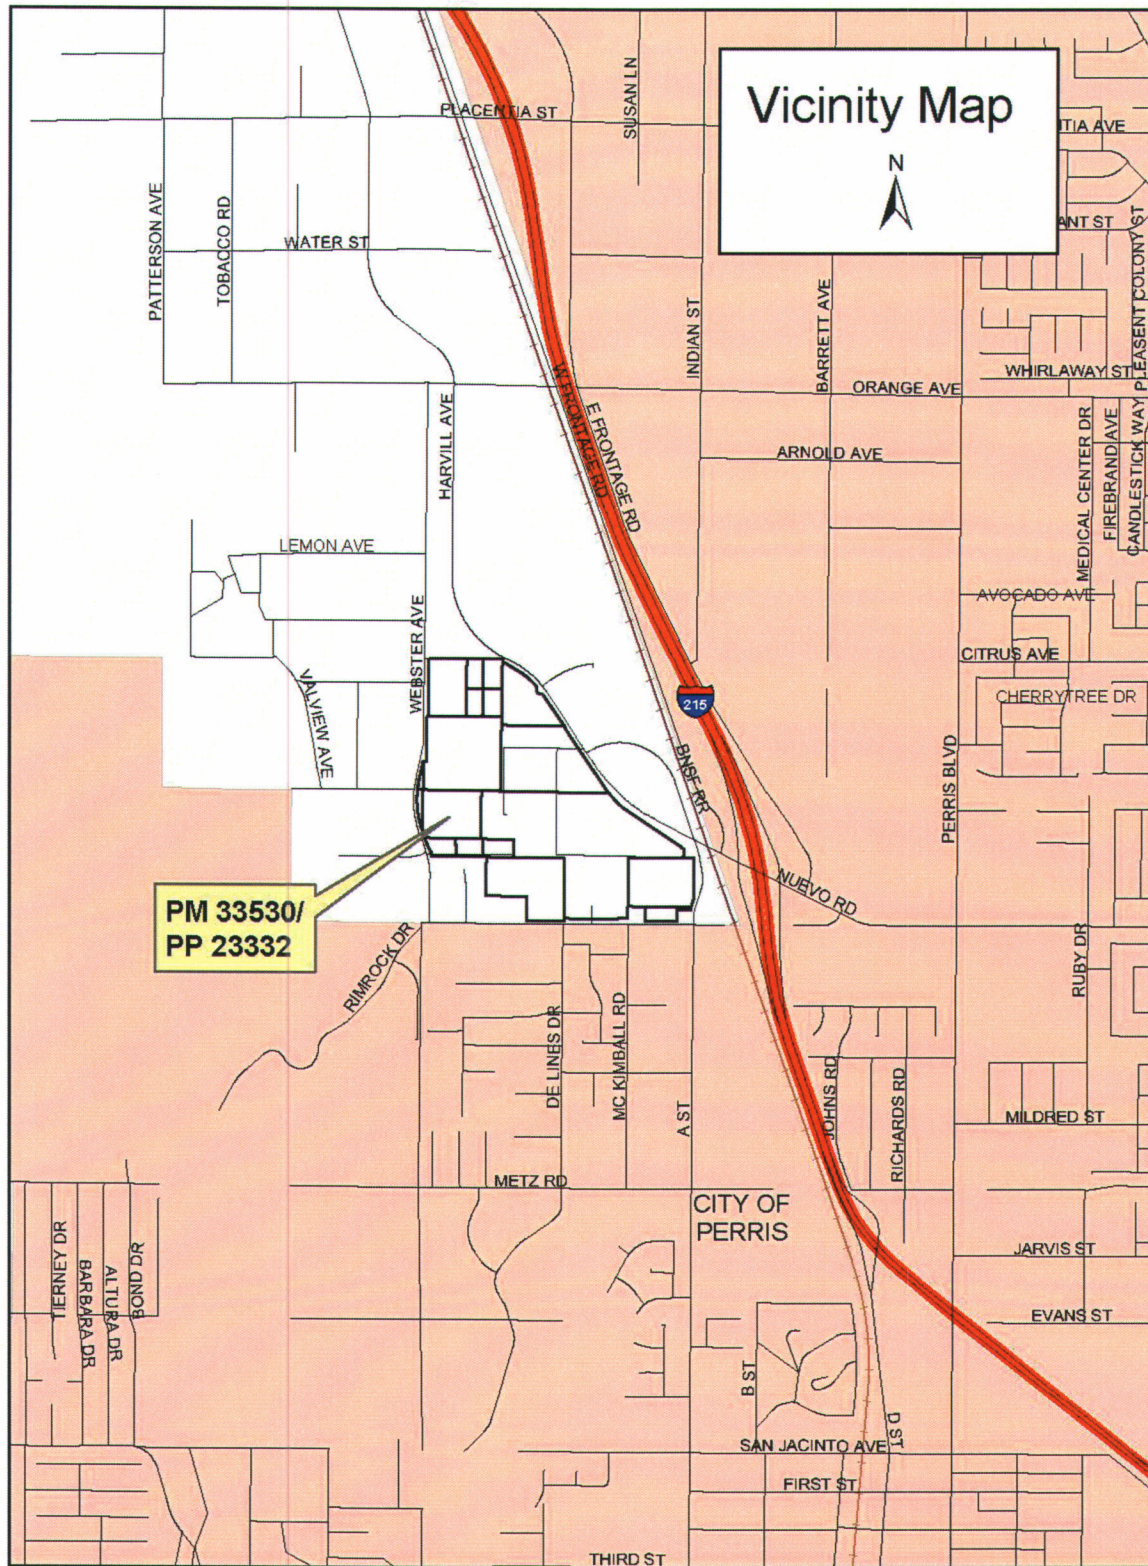 Vicinity Map
N
PLACENTIA ST
SUSAN LN
TIA AVE
ANT ST
PLEASENT COLONY ST
PATTERSON AVE
TOBACCO RD
WATER ST
INDIAN ST
BARRETT AVE
WHIRLAWAY ST
ORANGE AVE
W FRONTAGE RD
E FRONTAGE RD
HARVILL AVE
ARNOLD AVE
MEDICAL CENTER DR
FIREBRAND AVE
CANDLESTICK WAY
LEMON AVE
AVOCADO AVE
WEBSTER AVE
CITRUS AVE
VALVIEW AVE
215
CHERRYTREE DR
BNSF RR
PERRIS BLVD
NUEVO RD
PM 33530/
PP 23332
RIMROCK DR
RUBY DR
DE LINES DR
MC KIMBALL RD
A ST
JOHNS RD
RICHARDS RD
MILDRED ST
METZ RD
CITY OF
PERRIS
TIERNEY DR
BARBARA DR
ALTURA DR
BOND DR
JARVIS ST
EVANS ST
B ST
D ST
SAN JACINTO AVE
FIRST ST
THIRD ST